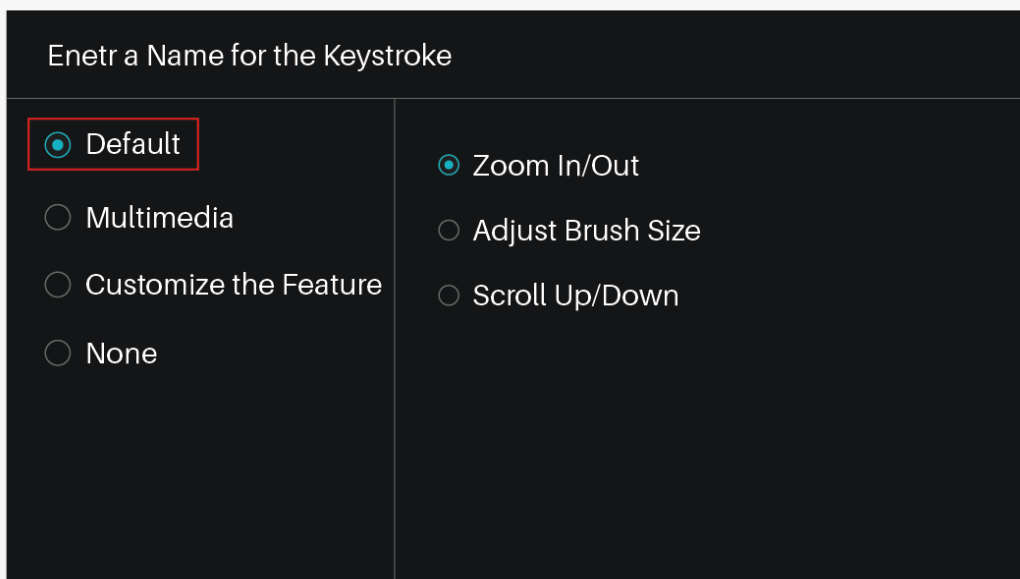 Enetr a Name for the Keystroke
Default
Multimedia
Customize the Feature
None
Zoom In/Out
Adjust Brush Size
Scroll Up/Down